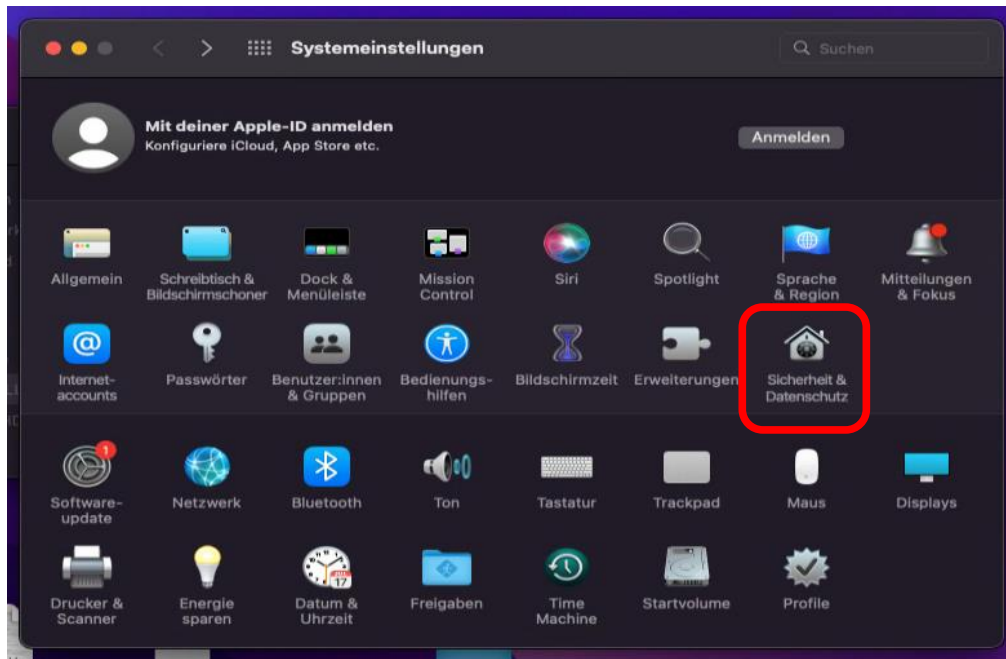 Systemeinstellungen
Suchen
Mit deiner Apple-ID anmelden
Konfiguriere iCloud, App Store etc.
Anmelden
Allgemein
Schreibtisch &
Bildschirmschoner
Dock &
Menüleiste
Mission
Control
Siri
Spotlight
Sprache
& Region
Mitteilungen
& Fokus
Internet-
accounts
Passwörter
Benutzer:innen
& Gruppen
Bedienungs-
hilfen
Bildschirmzeit
Erweiterungen
Sicherheit &
Datenschutz
1
Software-
update
Netzwerk
Bluetooth
Ton
Tastatur
Trackpad
Maus
Displays
Drucker &
Scanner
Energie
sparen
17
Datum &
Uhrzeit
Freigaben
Time
Machine
Startvolume
Profile